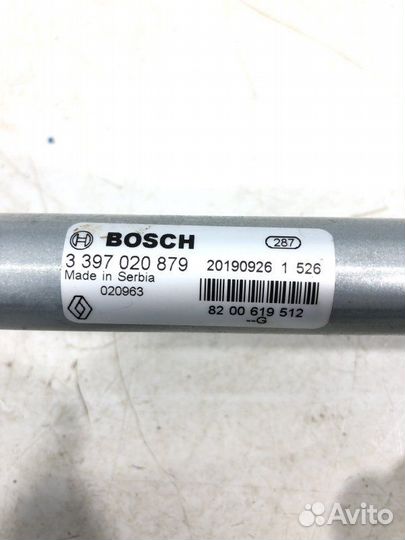 BOSCH 287
3 397 020 879 20190926 1 526
Made in Serbia
020963
82 00 619 512
--G
Avito